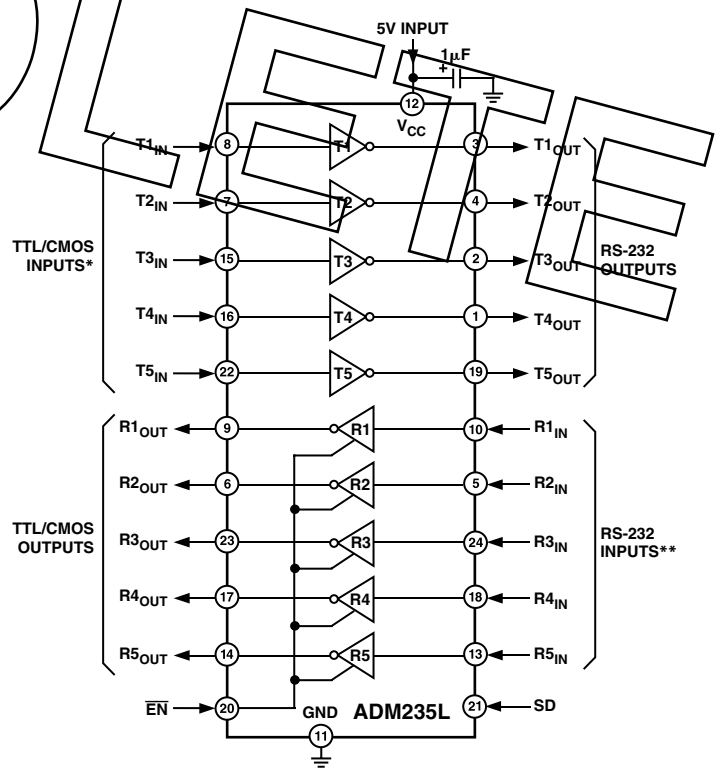 5V INPUT
1µF
+
12
VCC
T1IN 8 T1 3 T1OUT
T2IN 7 T2 4 T2OUT
TTL/CMOS
INPUTS*
T3IN 15 T3 2 T3OUT
RS-232
OUTPUTS
T4IN 16 T4 1 T4OUT
T5IN 22 T5 19 T5OUT
R1OUT 9 R1 10 R1IN
R2OUT 6 R2 5 R2IN
TTL/CMOS
OUTPUTS
R3OUT 23 R3 24 R3IN
RS-232
INPUTS**
R4OUT 17 R4 18 R4IN
R5OUT 14 R5 13 R5IN
EN 20 GND ADM235L 21 SD
11
LETE